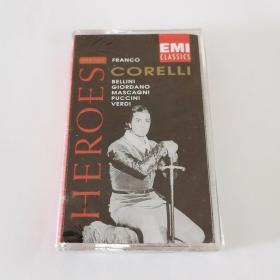 HEROES
FRANCO
CORELLI
BELLINI
GIORDANO
MASCAGNI
PUCCINI
VERDI
EMI
CLASSICS